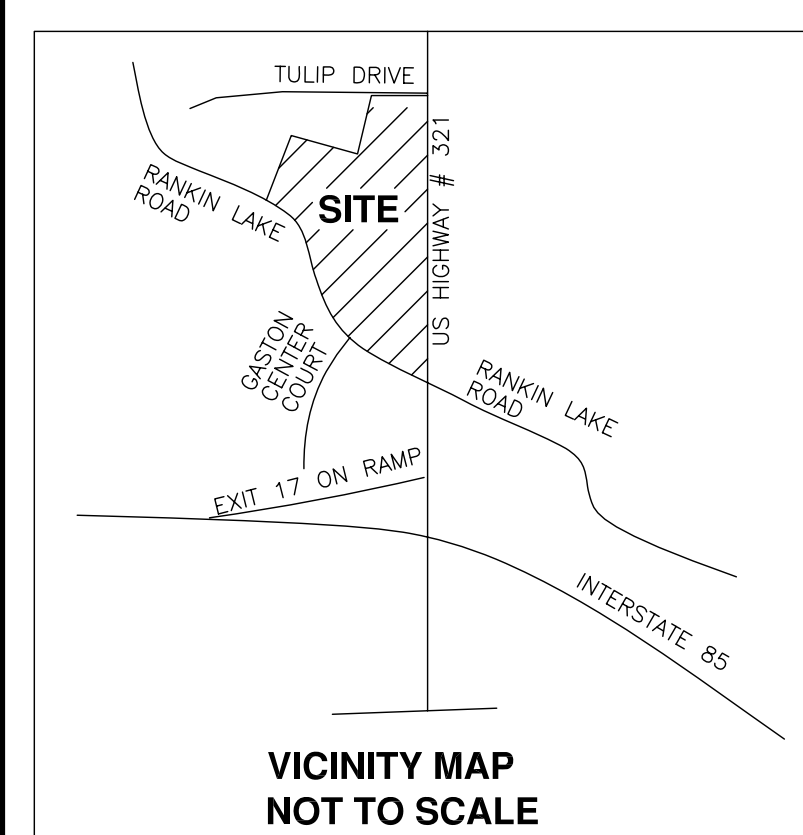 TULIP DRIVE
RANKIN LAKE
ROAD
SITE
US HIGHWAY # 321
GASTON
CENTER
COURT
RANKIN LAKE
ROAD
EXIT 17 ON RAMP
INTERSTATE 85
VICINITY MAP
NOT TO SCALE